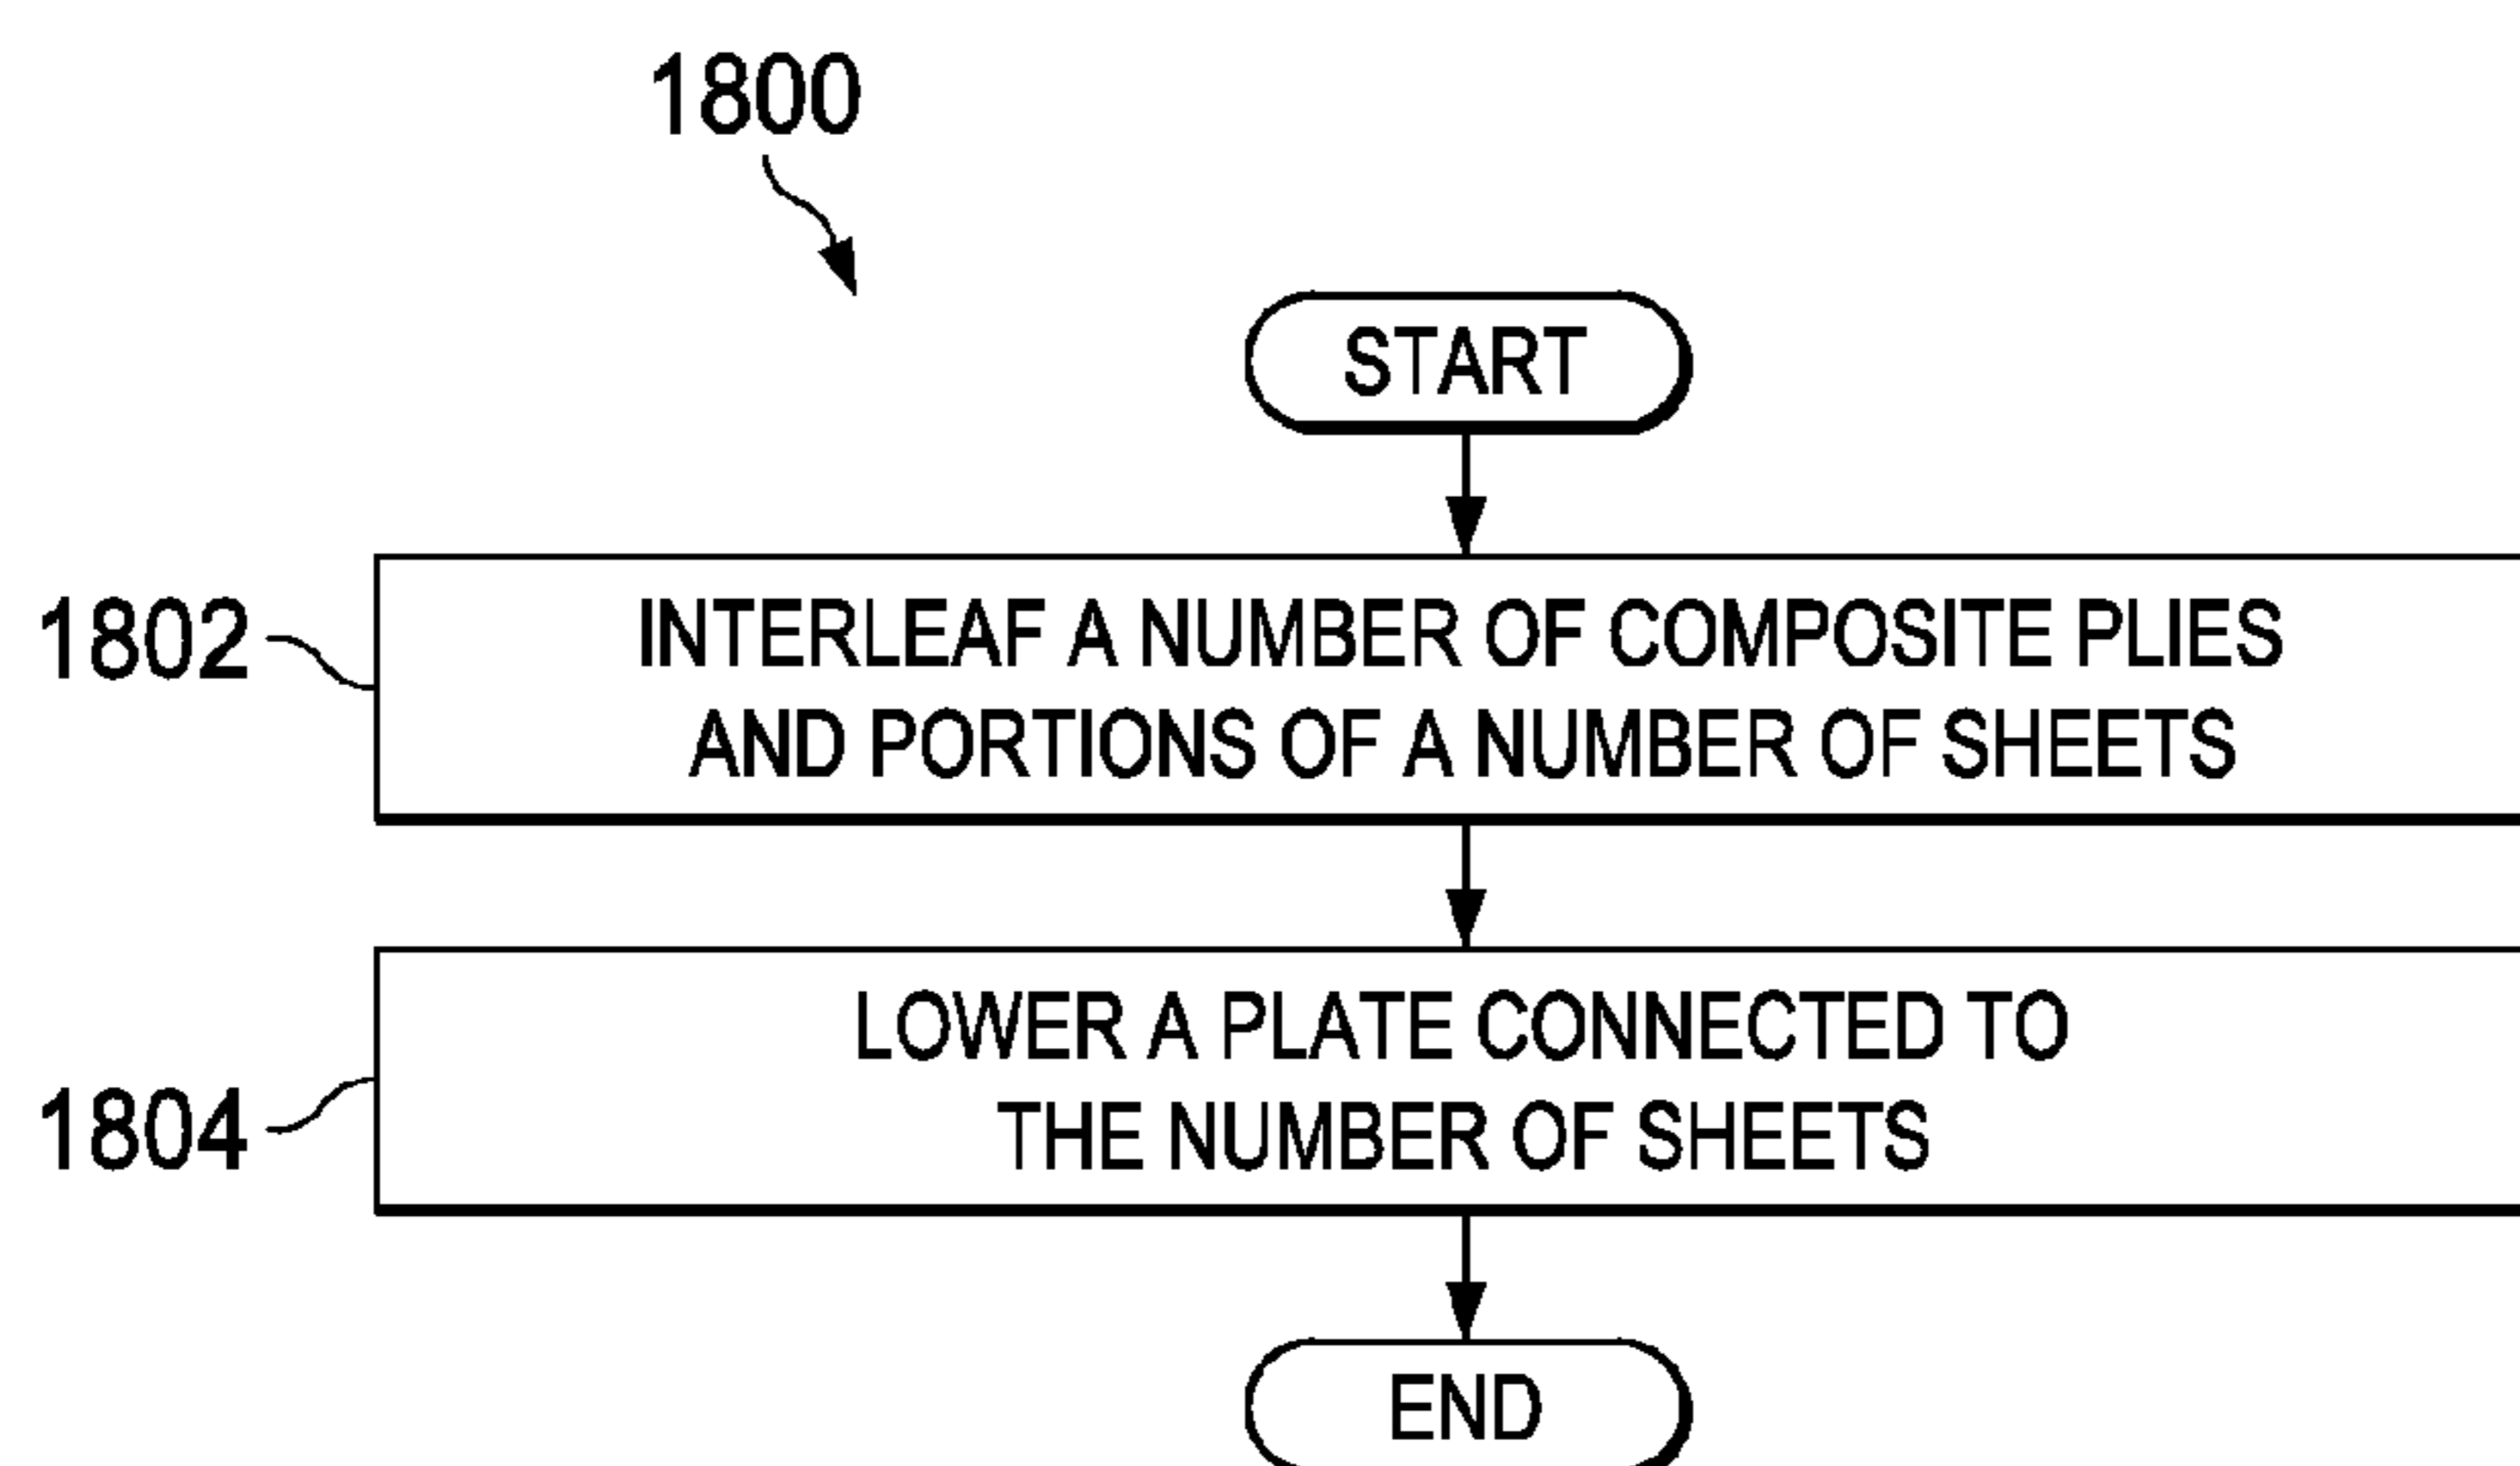 1800
START
1802
INTERLEAF A NUMBER OF COMPOSITE PLIES
AND PORTIONS OF A NUMBER OF SHEETS
1804
LOWER A PLATE CONNECTED TO
THE NUMBER OF SHEETS
END